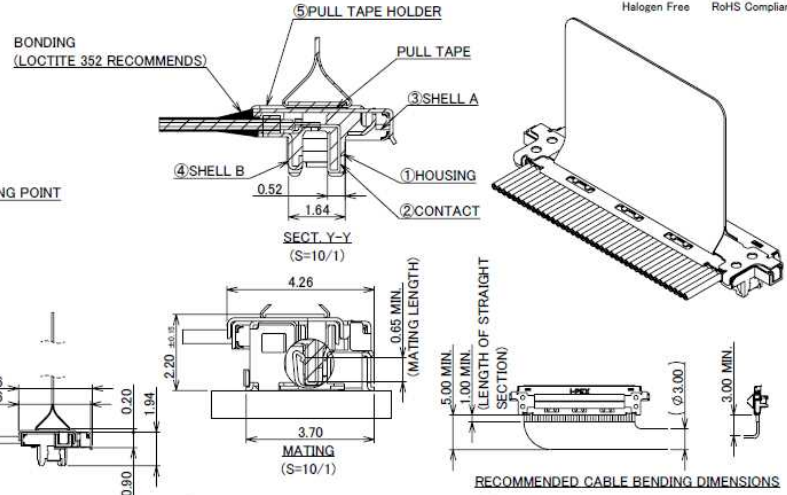 Halogen Free RoHS Complian
⑤PULL TAPE HOLDER
BONDING
(LOCTITE 352 RECOMMENDS)
PULL TAPE
③SHELL A
④SHELL B
①HOUSING
②CONTACT
0.52
1.64
NG POINT
SECT. Y-Y
(S=10/1)
4.26
2.20 ±0.15
0.65 MIN.
(MATING LENGTH)
3.70
MATING
(S=10/1)
0.20
1.94
0.90
5.00 MIN.
1.00 MIN.
(LENGTH OF STRAIGHT
SECTION)
I-PEX
(Ø3.00)
3.00 MIN.
RECOMMENDED CABLE BENDING DIMENSIONS